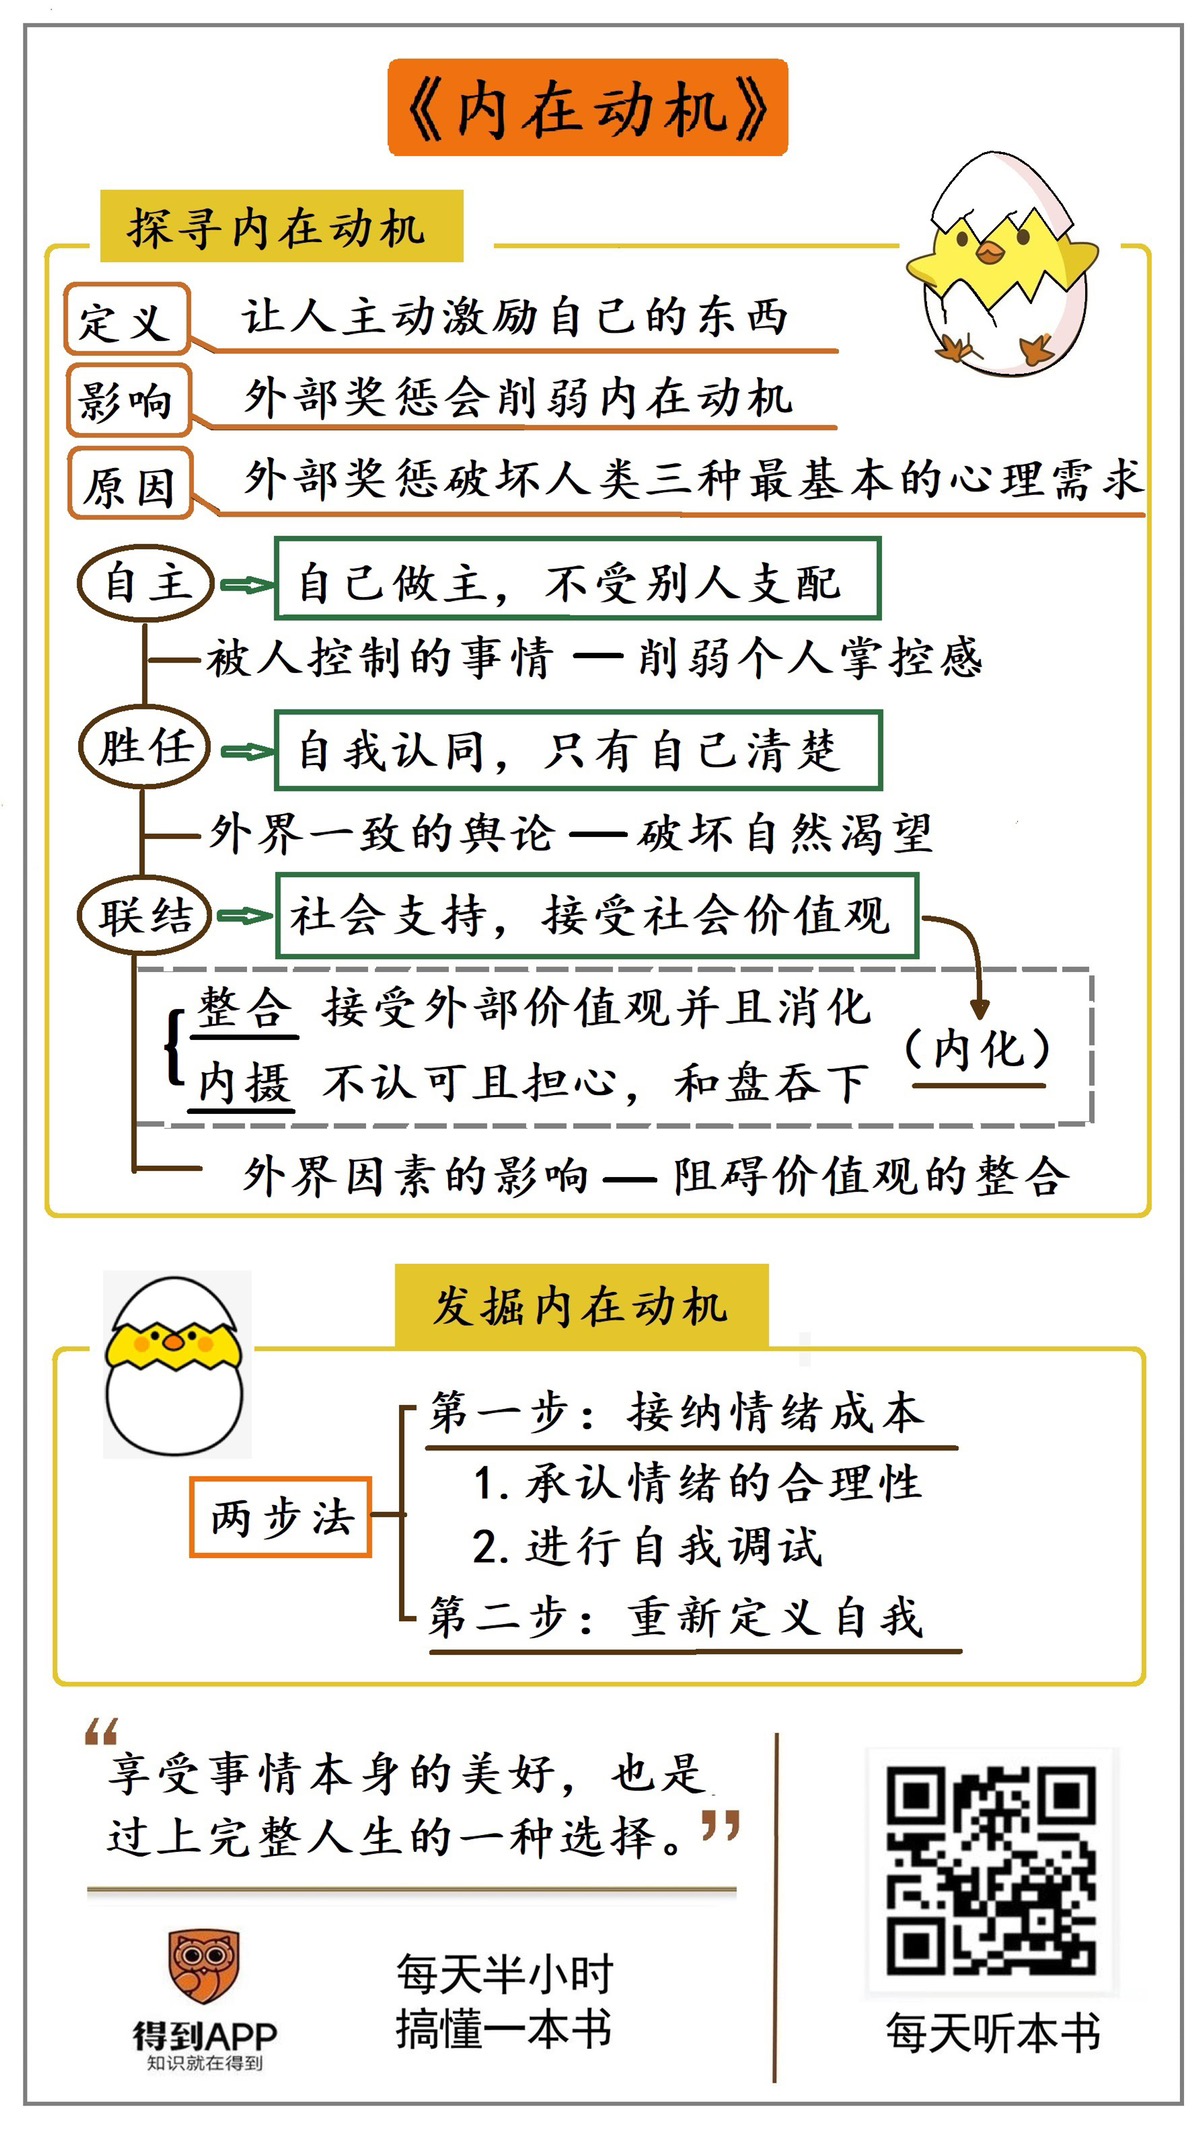 《内在动机》
探寻内在动机
定义 让人主动激励自己的东西
影响 外部奖惩会削弱内在动机
原因 外部奖惩破坏人类三种最基本的心理需求
自主 自己做主，不受别人支配
被人控制的事情 — 削弱个人掌控感
胜任 自我认同，只有自己清楚
外界一致的舆论 — 破坏自然渴望
联结 社会支持，接受社会价值观
整合 接受外部价值观并且消化
（内化）
内摄 不认可且担心，和盘吞下
外界因素的影响 — 阻碍价值观的整合
发掘内在动机
两步法
第一步：接纳情绪成本
1.承认情绪的合理性
2.进行自我调试
第二步：重新定义自我
“享受事情本身的美好，也是
过上完整人生的一种选择。”
得到APP
知识就在得到
每天半小时
搞懂一本书
每天听本书